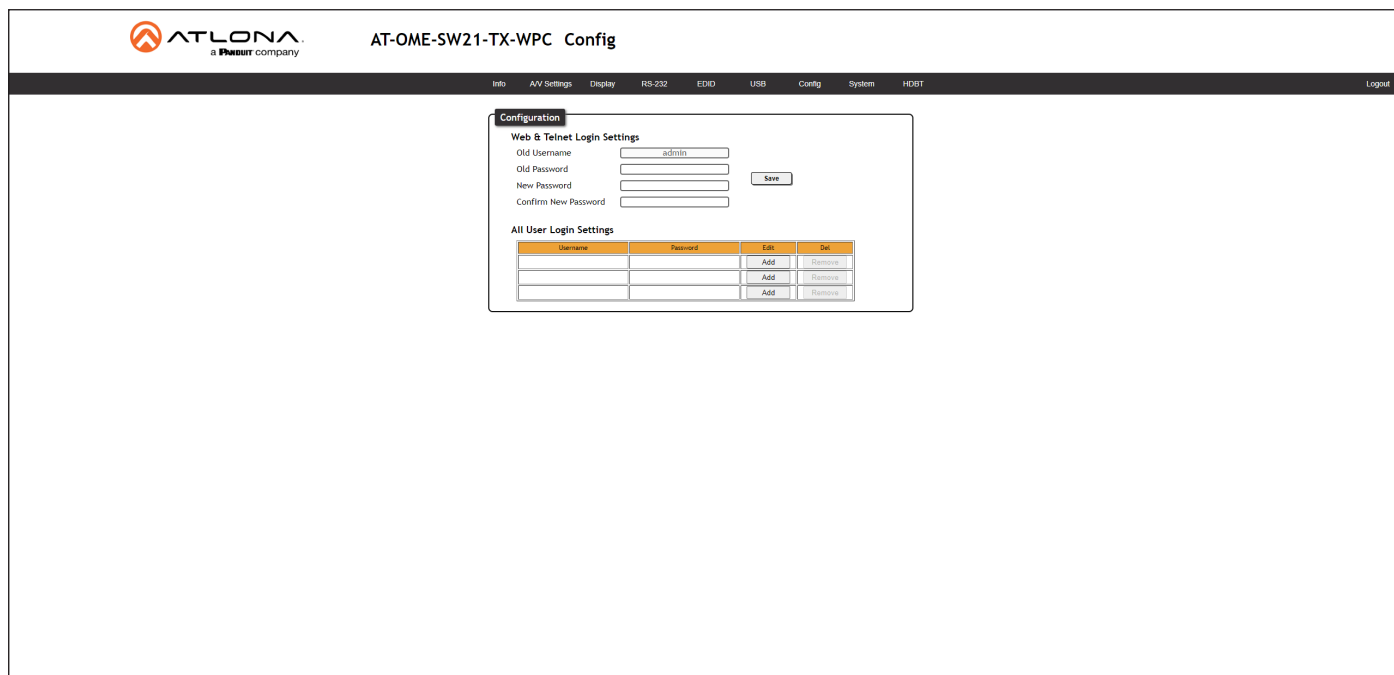 ATLONA.
a PANDUIT company
AT-OME-SW21-TX-WPC Config
Info A/V Settings Display RS-232 EDID USB Config System HDBT Logout
Configuration
Web & Telnet Login Settings
Old Username admin
Old Password
Save
New Password
Confirm New Password
All User Login Settings
Username Password Edit Del
Add Remove
Add Remove
Add Remove